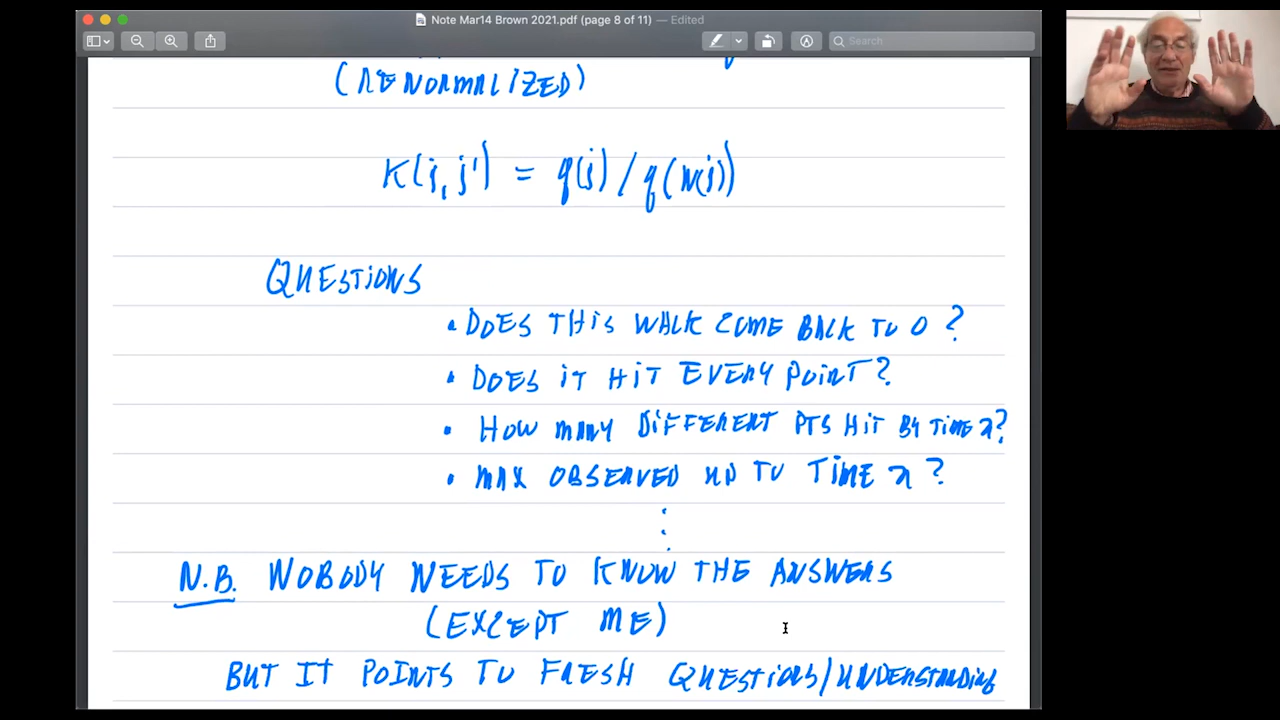 Note Mar14 Brown 2021.pdf (page 8 of 11) — Edited
Search
(RENORMALIZED)
K(j, j') = q(j) / q(N(j))
QUESTIONS
• DOES THIS WALK COME BACK TO 0 ?
• DOES IT HIT EVERY POINT?
• HOW MANY DIFFERENT PTS HIT BY TIME n?
• MAX OBSERVED UP TO TIME n ?
N.B. NOBODY NEEDS TO KNOW THE ANSWERS
(EXCEPT ME)
BUT IT POINTS TO FRESH QUESTIONS/UNDERSTANDING